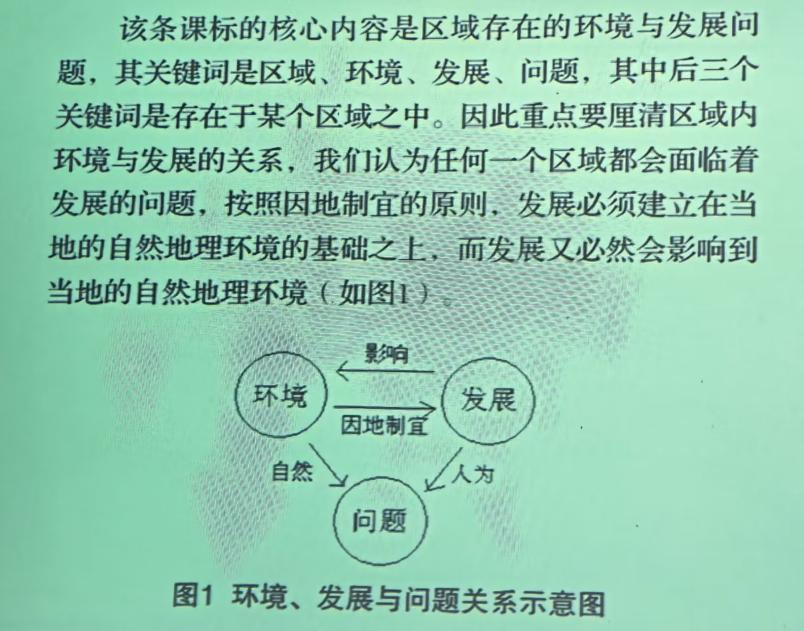 该条课标的核心内容是区域存在的环境与发展问
题，其关键词是区域、环境、发展、问题，其中后三个
关键词是存在于某个区域之中。因此重点要厘清区域内
环境与发展的关系，我们认为任何一个区域都会面临着
发展的问题，按照因地制宜的原则，发展必须建立在当
地的自然地理环境的基础之上，而发展又必然会影响到
当地的自然地理环境（如图1）。
影响
环境
发展
因地制宜
自然
人为
问题
图1 环境、发展与问题关系示意图